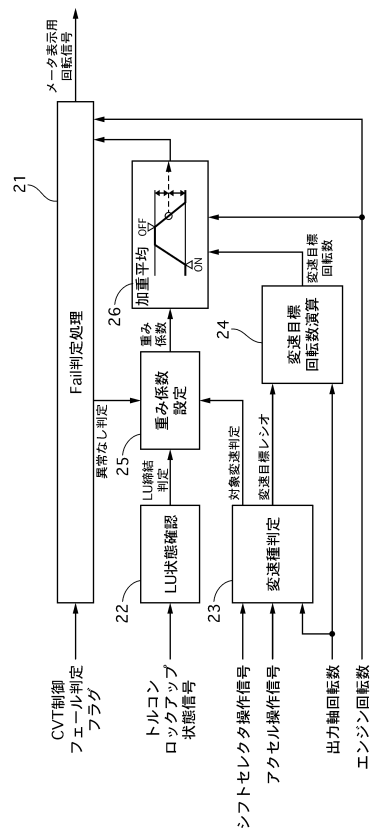 メータ表示用
回転信号
21
Fail判定処理
CVT制御
フェール判定
フラグ
異常なし判定
26
加重平均
OFF
ON
重み
係数
25
重み係数
設定
LU締結
判定
22
LU状態確認
トルコン
ロックアップ
状態信号
24
変速目標
回転数演算
変速目標
回転数
対象変速判定
変速目標レシオ
23
変速種判定
シフトセレクタ操作信号
アクセル操作信号
出力軸回転数
エンジン回転数